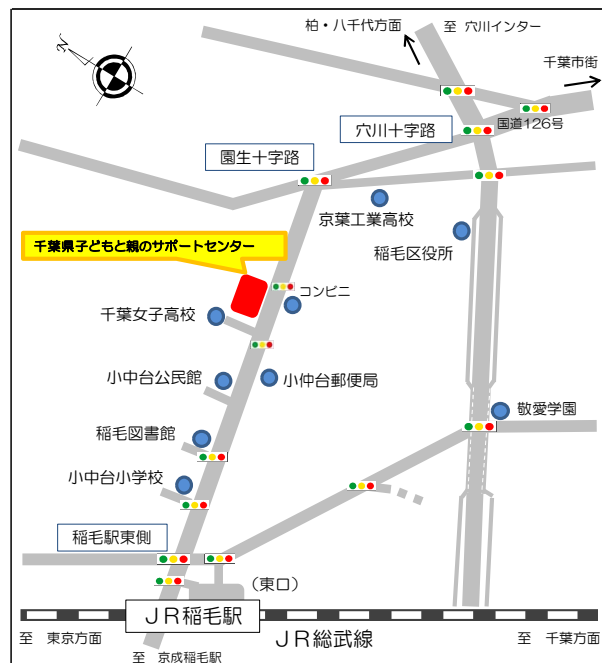 柏・八千代方面
至 穴川インター
千葉市街
N
国道126号
穴川十字路
園生十字路
京葉工業高校
稲毛区役所
千葉県子どもと親のサポートセンター
コンビニ
千葉女子高校
小中台公民館
小仲台郵便局
敬愛学園
稲毛図書館
小中台小学校
稲毛駅東側
(東口)
JR稲毛駅
JR総武線
至 東京方面
至 千葉方面
至 京成稲毛駅